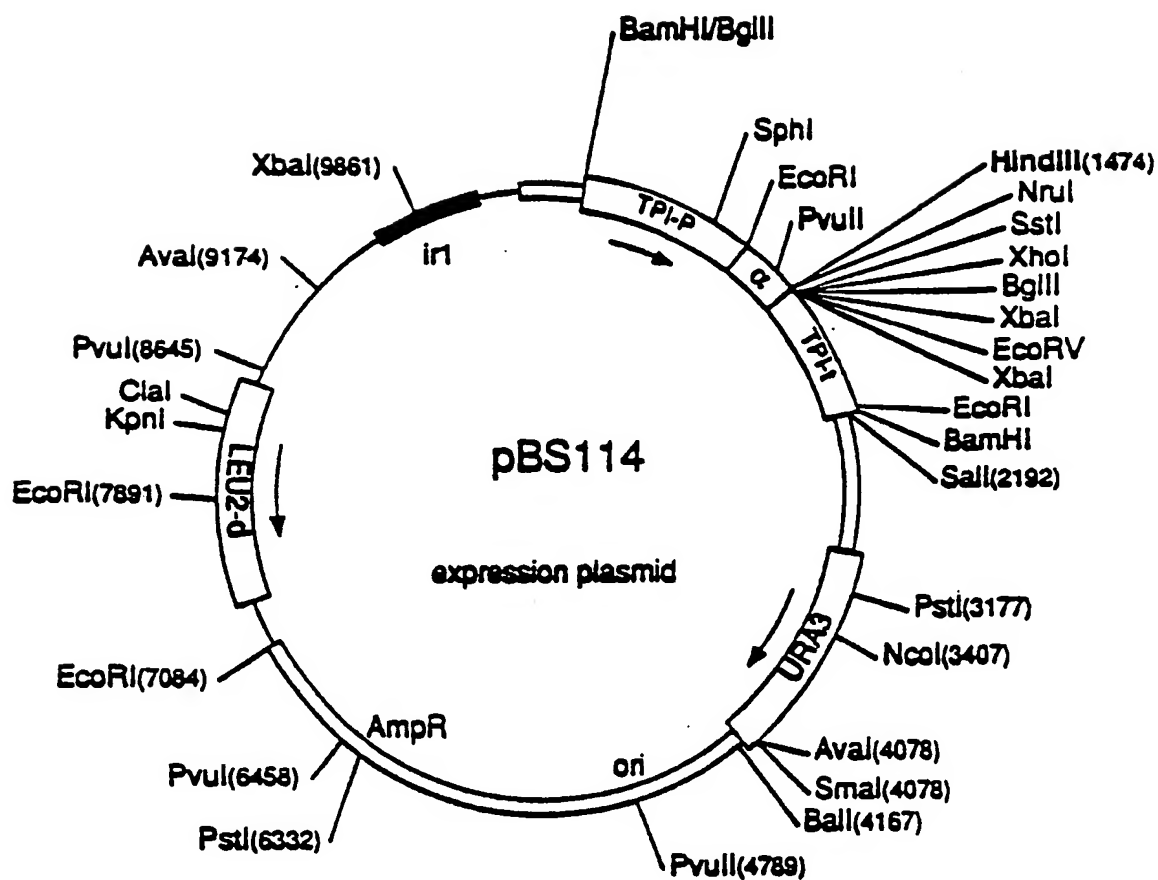 BamHI/BglII
SphI
EcoRI
PvuII
HindIII(1474)
NruI
SstI
XhoI
BglII
XbaI
EcoRV
XbaI
EcoRI
BamHI
SalI(2192)
PstI(3177)
NcoI(3407)
AvaI(4078)
SmaI(4078)
BalI(4167)
PvuII(4789)
PstI(6332)
PvuI(6458)
EcoRI(7084)
EcoRI(7891)
KpnI
ClaI
PvuI(8645)
AvaI(9174)
XbaI(9861)
ir1
TPI-P
α
TPI-t
URA3
ori
AmpR
LEU2-d
pBS114
expression plasmid